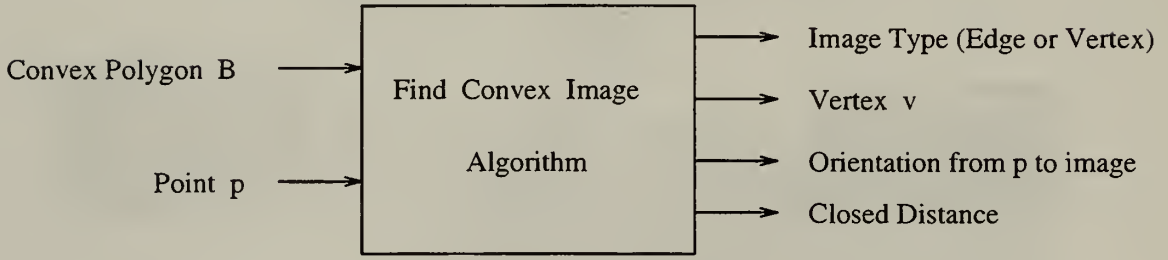 Convex Polygon B
Point p
Find Convex Image
Algorithm
Image Type (Edge or Vertex)
Vertex v
Orientation from p to image
Closed Distance